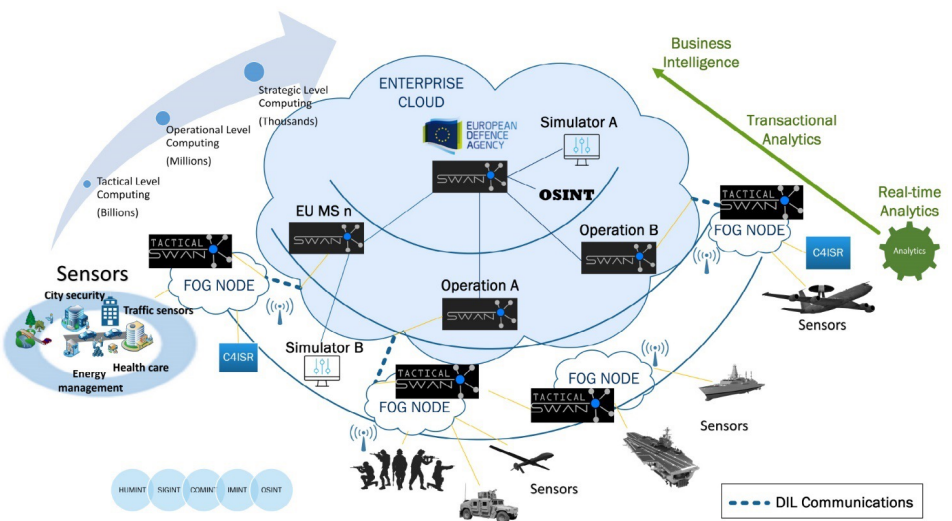 Strategic Level
Computing
(Thousands)
Operational Level
Computing
(Millions)
Tactical Level
Computing
(Billions)
ENTERPRISE
CLOUD
EUROPEAN
DEFENCE
AGENCY
Simulator A
SWAN
OSINT
EU MS n
SWAN
Operation B
SWAN
Operation A
SWAN
Simulator B
Business
Intelligence
Transactional
Analytics
Real-time
Analytics
Analytics
TACTICAL
SWAN
FOG NODE
C4ISR
Sensors
Sensors
City security
Traffic sensors
Health care
Energy
management
TACTICAL
SWAN
FOG NODE
C4ISR
TACTICAL
SWAN
FOG NODE
Sensors
FOG NODE
TACTICAL
SWAN
Sensors
HUMINT
SIGINT
COMINT
IMINT
OSINT
DIL Communications